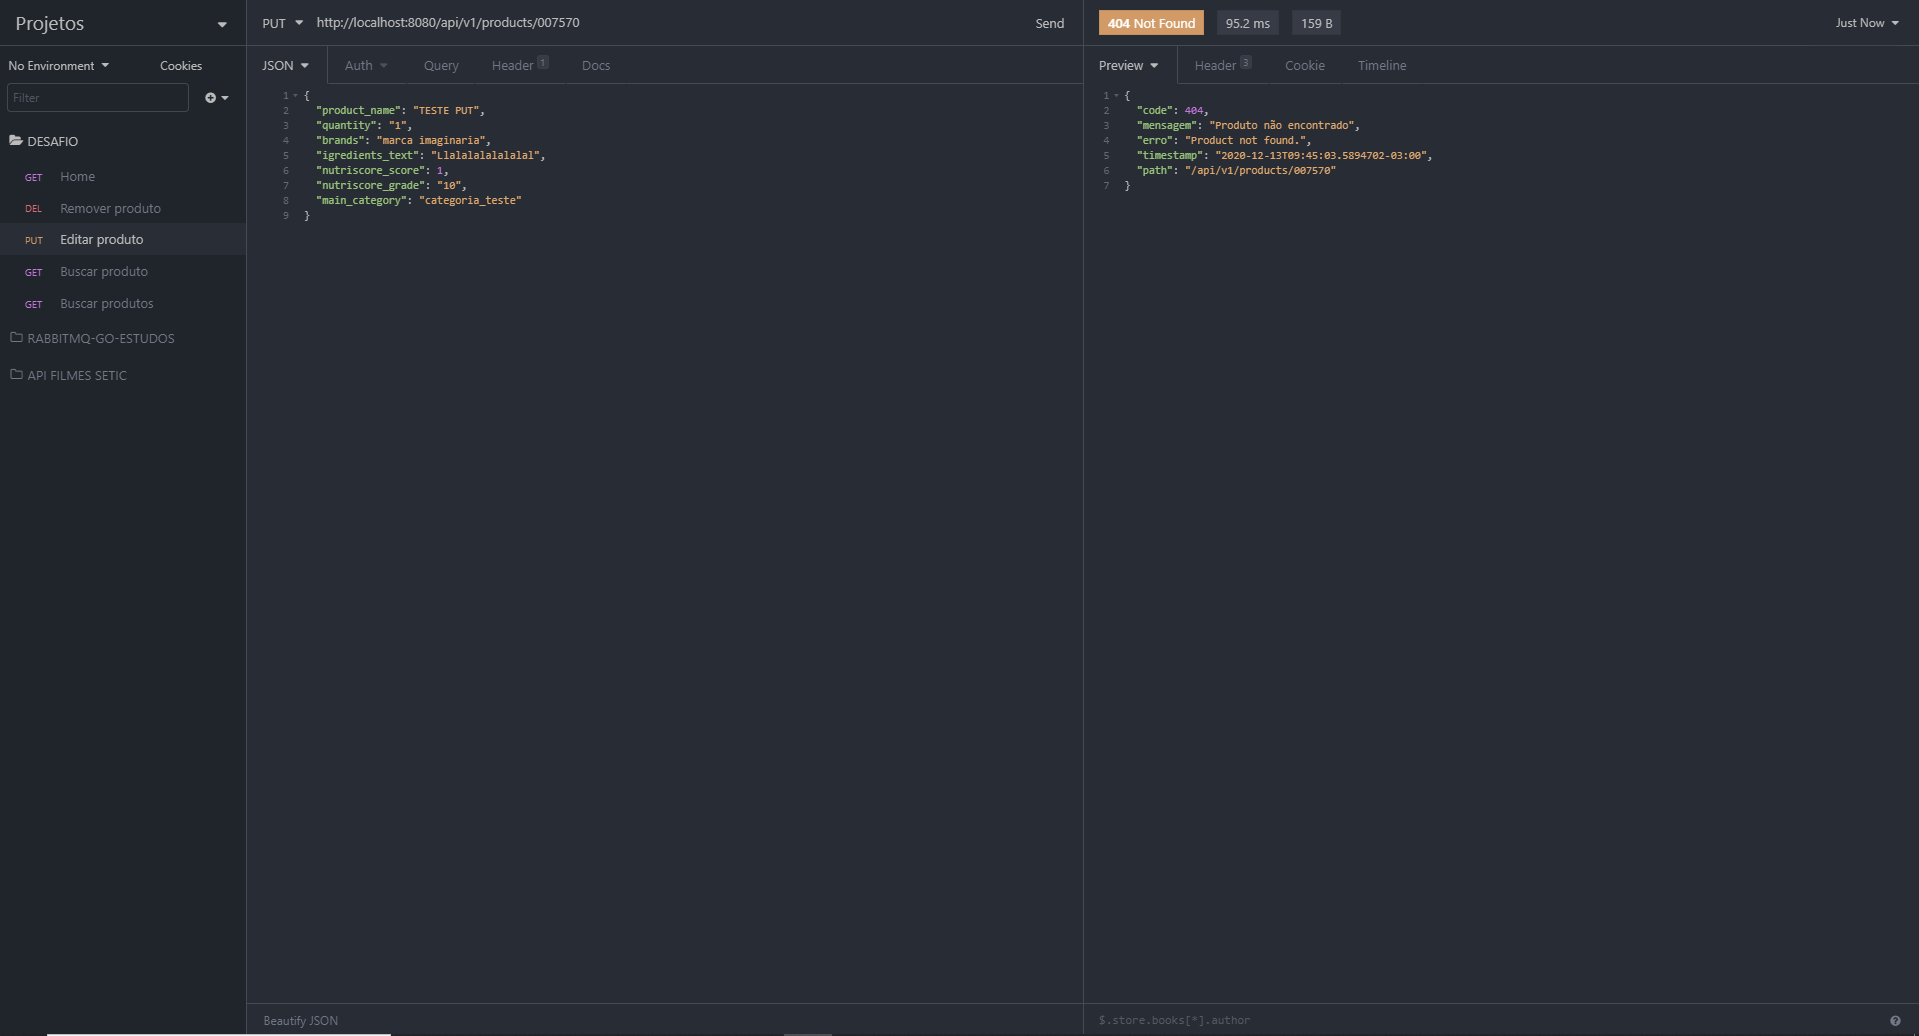 Projetos
No Environment
Cookies
Filter
DESAFIO
GET Home
DEL Remover produto
PUT Editar produto
GET Buscar produto
GET Buscar produtos
RABBITMQ-GO-ESTUDOS
API FILMES SETIC
PUT http://localhost:8080/api/v1/products/007570 Send
JSON Auth Query Header 1 Docs
1 {
2 "product_name": "TESTE PUT",
3 "quantity": "1",
4 "brands": "marca imaginaria",
5 "igredients_text": "Llalalalalalalal",
6 "nutriscore_score": 1,
7 "nutriscore_grade": "10",
8 "main_category": "categoria_teste"
9 }
Beautify JSON
404 Not Found 95.2 ms 159 B Just Now
Preview Header 3 Cookie Timeline
1 {
2 "code": 404,
3 "mensagem": "Produto não encontrado",
4 "erro": "Product not found.",
5 "timestamp": "2020-12-13T09:45:03.5894702-03:00",
6 "path": "/api/v1/products/007570"
7 }
$.store.books[*].author